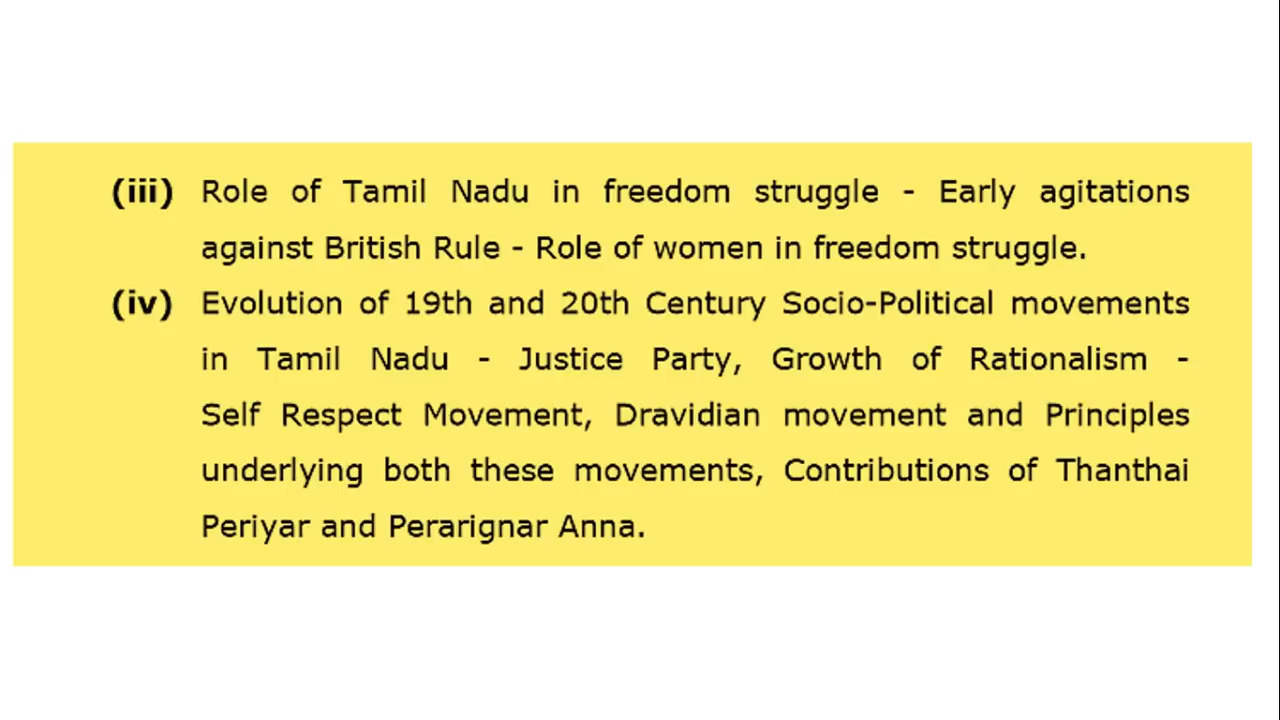 (iii) Role of Tamil Nadu in freedom struggle - Early agitations
against British Rule - Role of women in freedom struggle.
(iv) Evolution of 19th and 20th Century Socio-Political movements
in Tamil Nadu - Justice Party, Growth of Rationalism -
Self Respect Movement, Dravidian movement and Principles
underlying both these movements, Contributions of Thanthai
Periyar and Perarignar Anna.